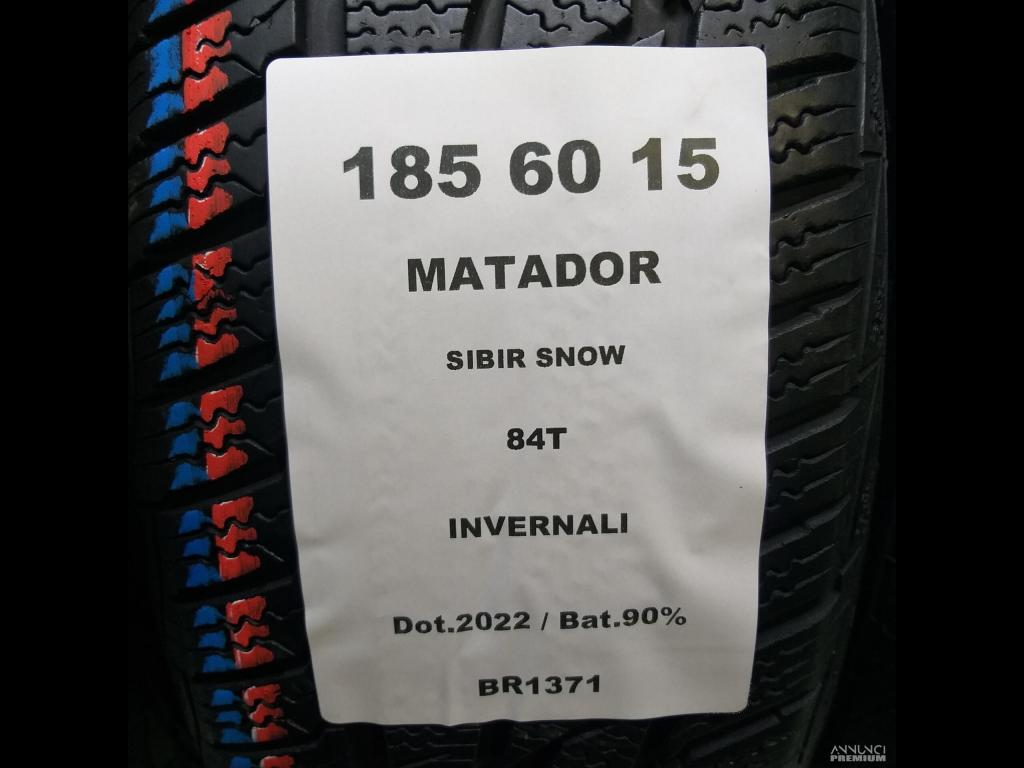 185 60 15
MATADOR
SIBIR SNOW
84T
INVERNALI
Dot.2022 / Bat.90%
BR1371
ANNUNCI
PREMIUM